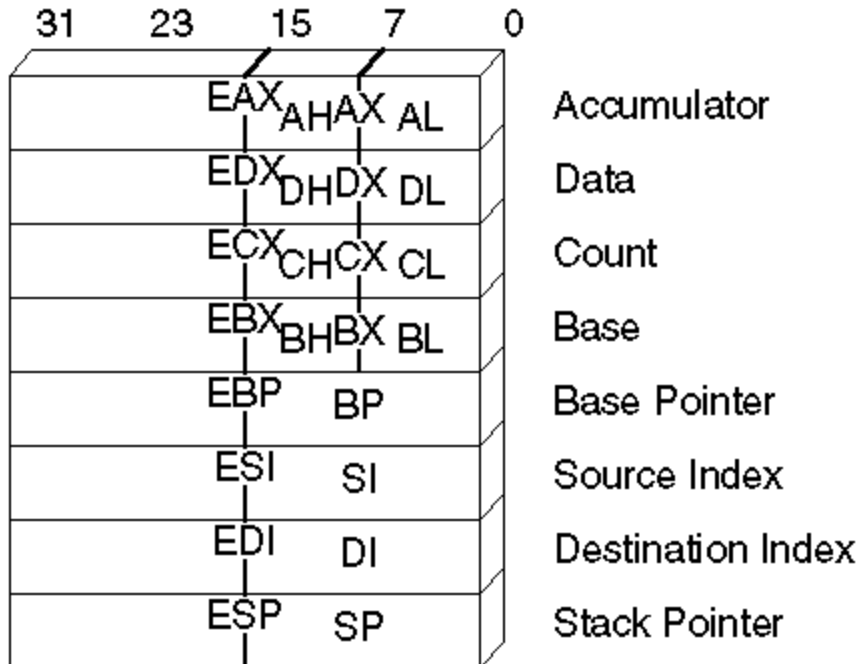 31 23 15 7 0
EAX AH AX AL Accumulator
EDX DH DX DL Data
ECX CH CX CL Count
EBX BH BX BL Base
EBP BP Base Pointer
ESI SI Source Index
EDI DI Destination Index
ESP SP Stack Pointer